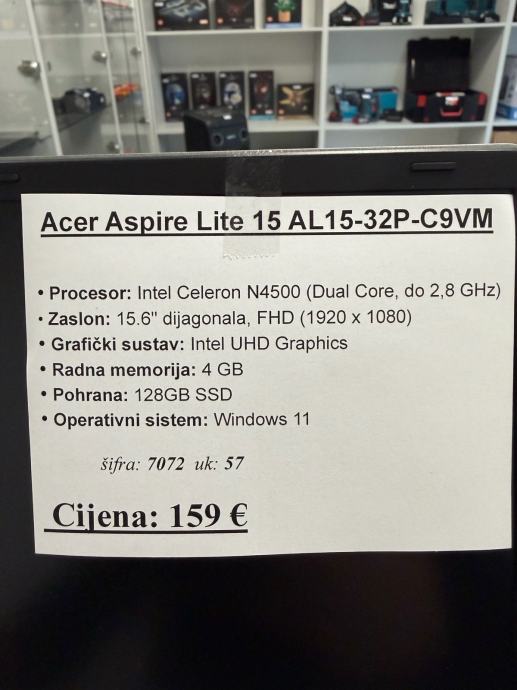 Acer Aspire Lite 15 AL15-32P-C9VM
• Procesor: Intel Celeron N4500 (Dual Core, do 2,8 GHz)
• Zaslon: 15.6" dijagonala, FHD (1920 x 1080)
• Grafički sustav: Intel UHD Graphics
• Radna memorija: 4 GB
• Pohrana: 128GB SSD
• Operativni sistem: Windows 11
šifra: 7072 uk: 57
Cijena: 159 €